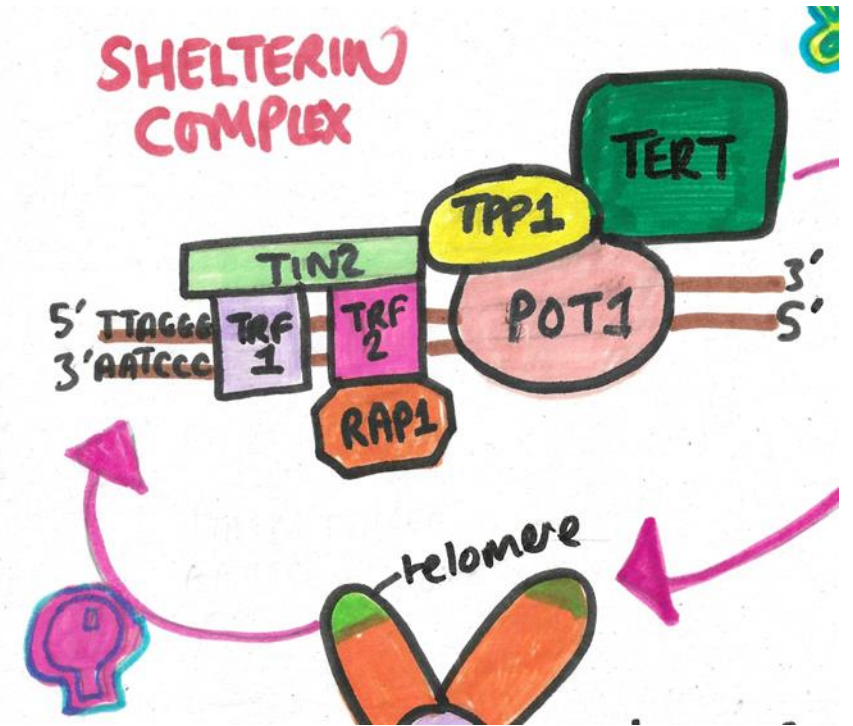 SHELTERIN
COMPLEX
TERT
TPP1
TIN2
5' TTAGGG TRF 1 TRF 2 POT1 3'
3' AATCCC 5'
RAP1
telomere